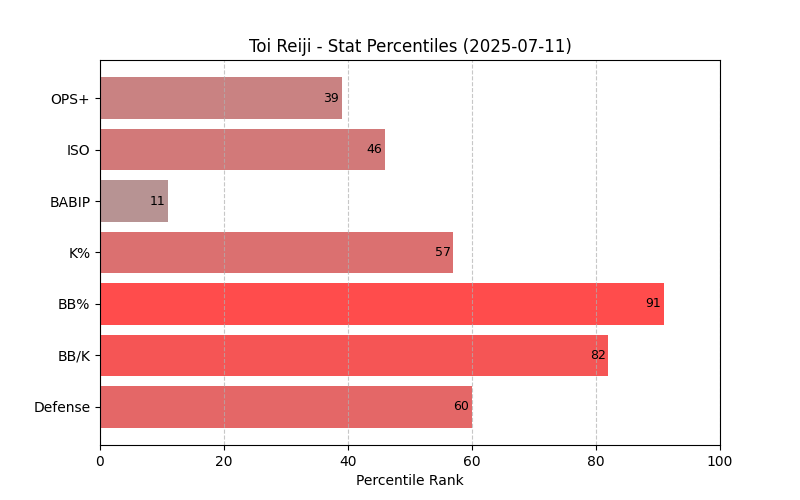 Toi Reiji - Stat Percentiles (2025-07-11)
OPS+ 39
ISO 46
BABIP 11
K% 57
BB% 91
BB/K 82
Defense 60
0 20 40 60 80 100
Percentile Rank